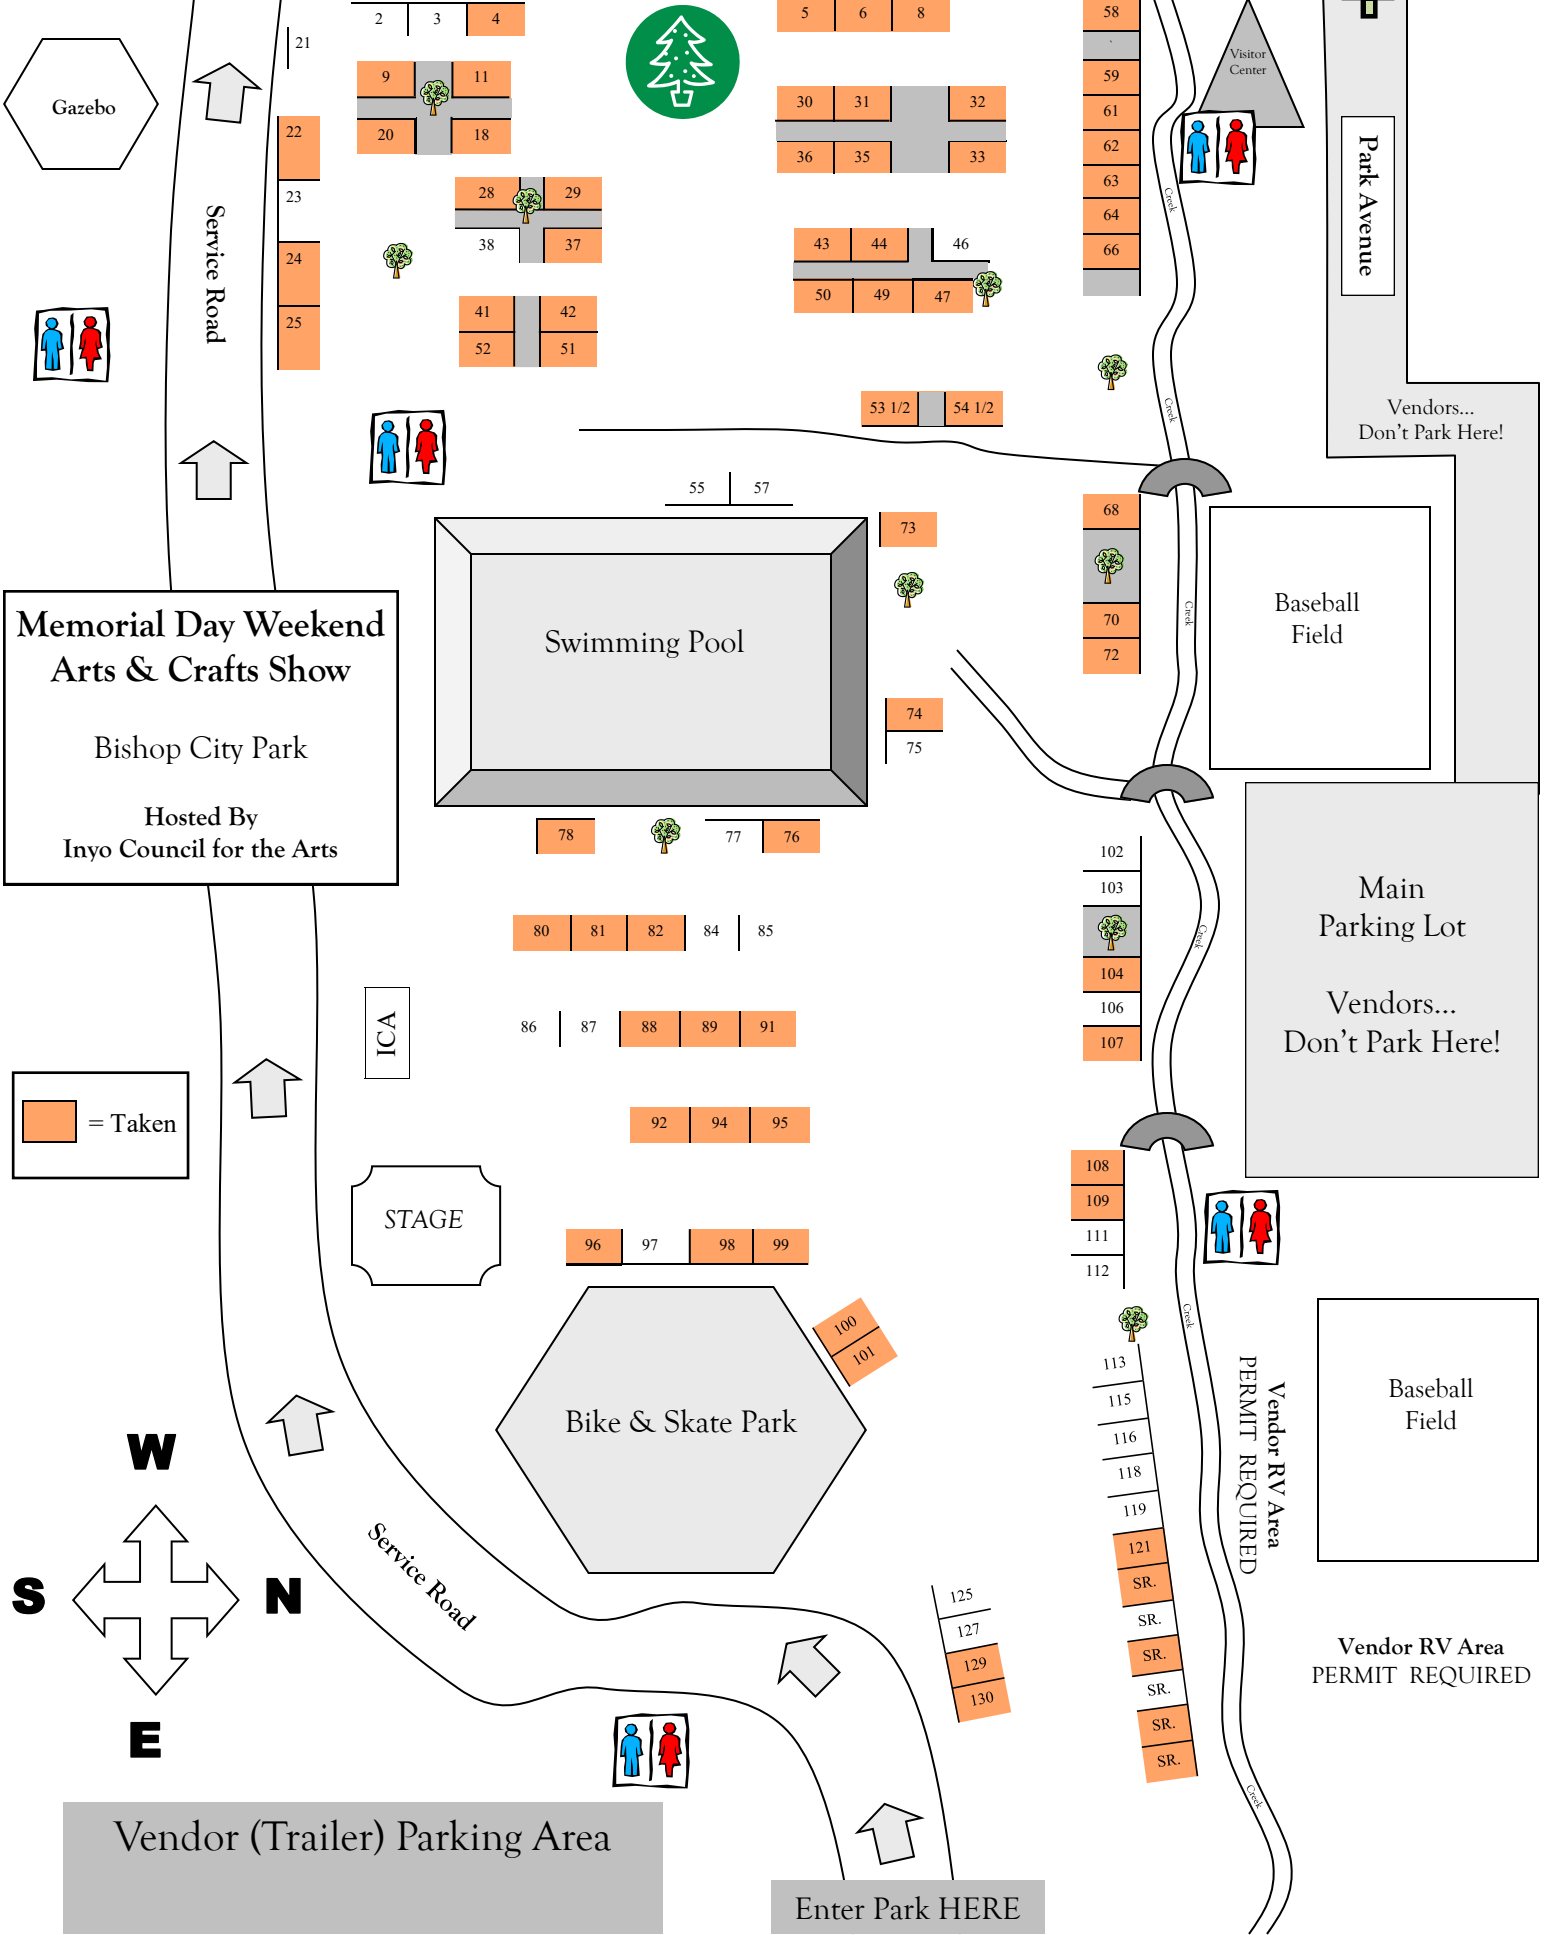 2 3 4
5 6 8
58
21
Gazebo
9 11
20 18
30 31 32
36 35 33
59
61
62
63
64
66
Visitor
Center
Creek
Park Avenue
22
23
24
25
Service Road
28 29
38 37
43 44 46
50 49 47
41 42
52 51
53 1/2 54 1/2
Creek
Vendors...
Don't Park Here!
55 57
73
68
70
72
Creek
Baseball
Field
Memorial Day Weekend
Arts & Crafts Show
Bishop City Park
Hosted By
Inyo Council for the Arts
Swimming Pool
74
75
78 77 76
80 81 82 84 85
86 87 88 89 91
92 94 95
ICA
102
103
104
106
107
Creek
Main
Parking Lot
Vendors...
Don't Park Here!
= Taken
STAGE
96 97 98 99
100
101
Bike & Skate Park
108
109
111
112
Creek
113
115
116
118
119
121
SR.
SR.
SR.
SR.
SR.
SR.
Vendor RV Area
PERMIT REQUIRED
Baseball
Field
W
S N
E
Service Road
125
127
129
130
Vendor RV Area
PERMIT REQUIRED
Creek
Vendor (Trailer) Parking Area
Enter Park HERE